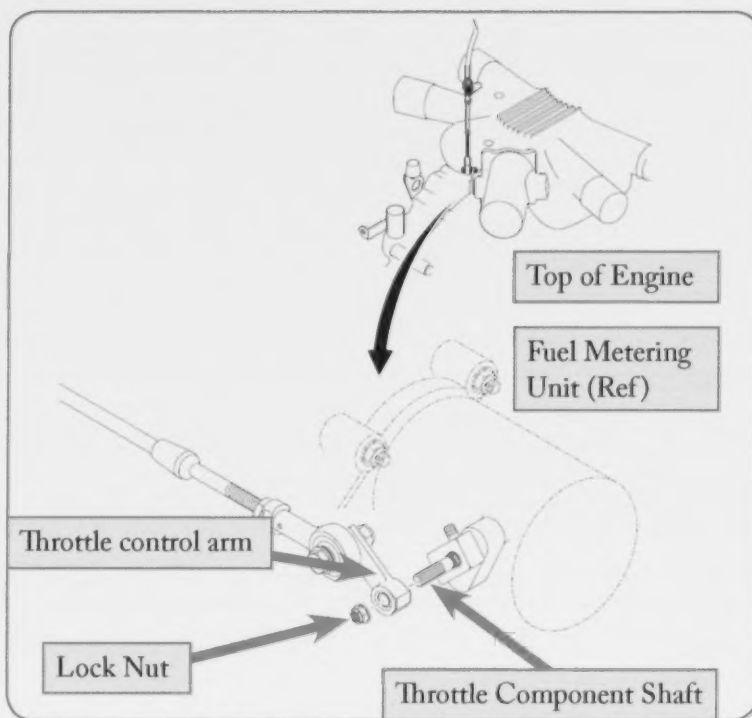 Top of Engine
Fuel Metering
Unit (Ref)
Throttle control arm
Lock Nut
Throttle Component Shaft